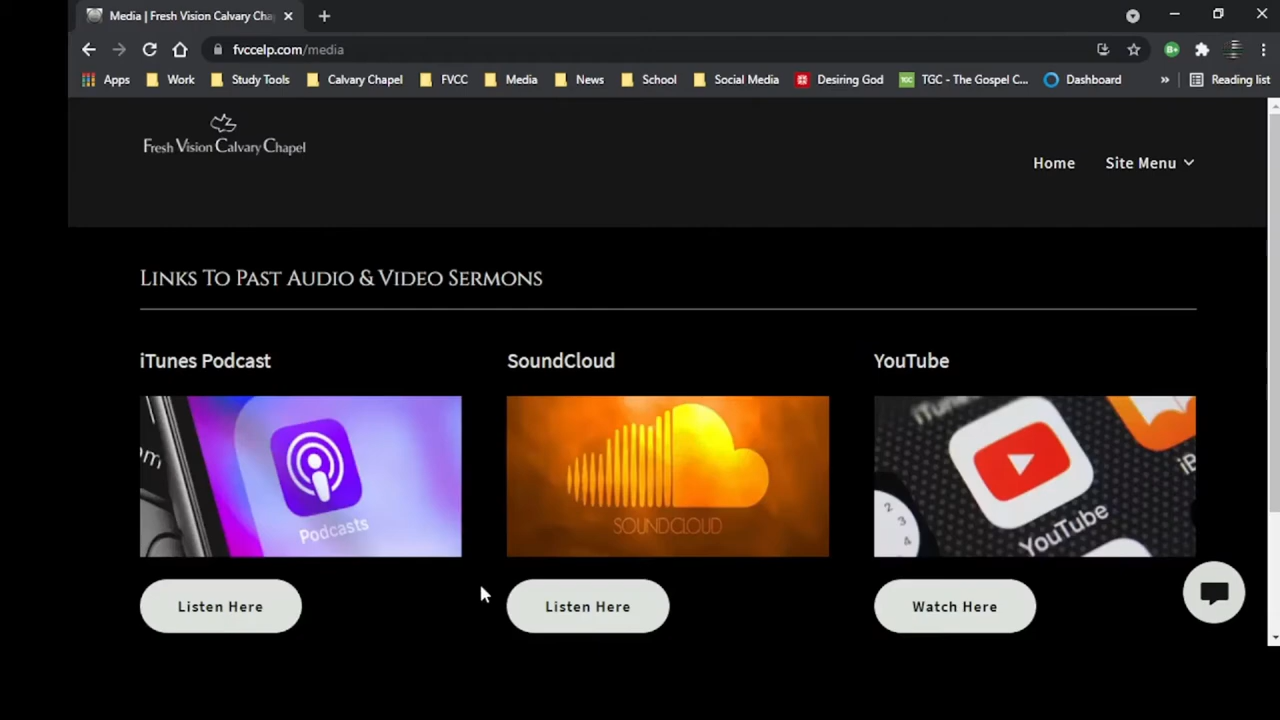 Media | Fresh Vision Calvary Cha
fvccelp.com/media
Apps Work Study Tools Calvary Chapel FVCC Media News School Social Media Desiring God TGC - The Gospel C... Dashboard » Reading list
Fresh Vision Calvary Chapel
Home Site Menu
Links To Past Audio & Video Sermons
iTunes Podcast SoundCloud YouTube
Podcasts
SOUNDCLOUD
YouTube
Listen Here Listen Here Watch Here